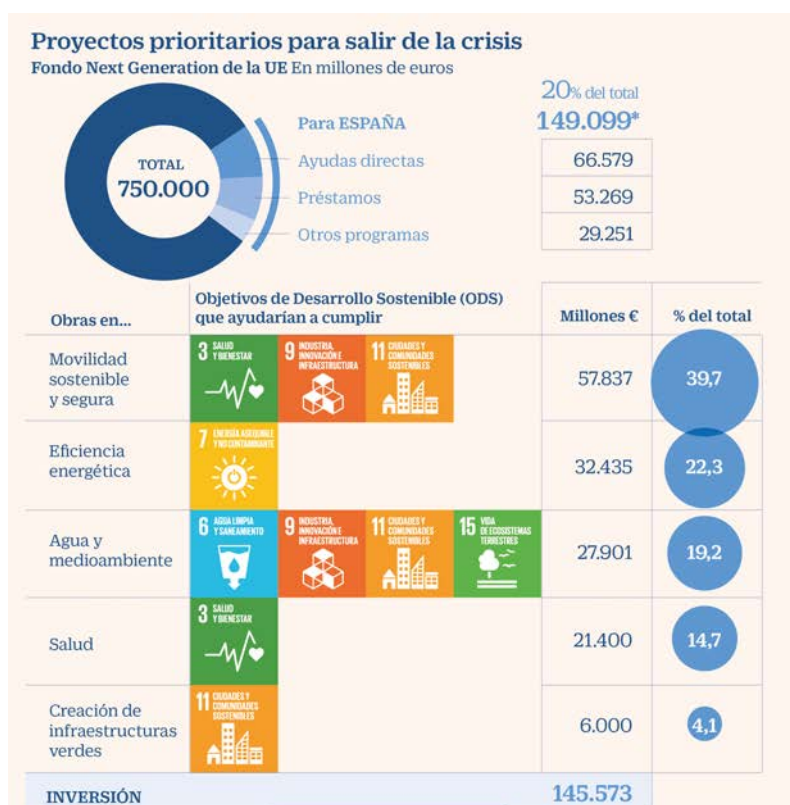 Proyectos prioritarios para salir de la crisis
Fondo Next Generation de la UE En millones de euros
TOTAL
750.000
20% del total
Para ESPAÑA 149.099*
Ayudas directas 66.579
Préstamos 53.269
Otros programas 29.251
Obras en...
Objetivos de Desarrollo Sostenible (ODS)
que ayudarían a cumplir
Millones €
% del total
Movilidad
sostenible
y segura
3 SALUD
Y BIENESTAR
9 INDUSTRIA,
INNOVACIÓN E
INFRAESTRUCTURA
11 CIUDADES Y
COMUNIDADES
SOSTENIBLES
57.837
39,7
Eficiencia
energética
7 ENERGÍA ASEQUIBLE
Y NO CONTAMINANTE
32.435
22,3
Agua y
medioambiente
6 AGUA LIMPIA
Y SANEAMIENTO
9 INDUSTRIA,
INNOVACIÓN E
INFRAESTRUCTURA
11 CIUDADES Y
COMUNIDADES
SOSTENIBLES
15 VIDA
DE ECOSISTEMAS
TERRESTRES
27.901
19,2
Salud
3 SALUD
Y BIENESTAR
21.400
14,7
Creación de
infraestructuras
verdes
11 CIUDADES Y
COMUNIDADES
SOSTENIBLES
6.000
4,1
INVERSIÓN 145.573